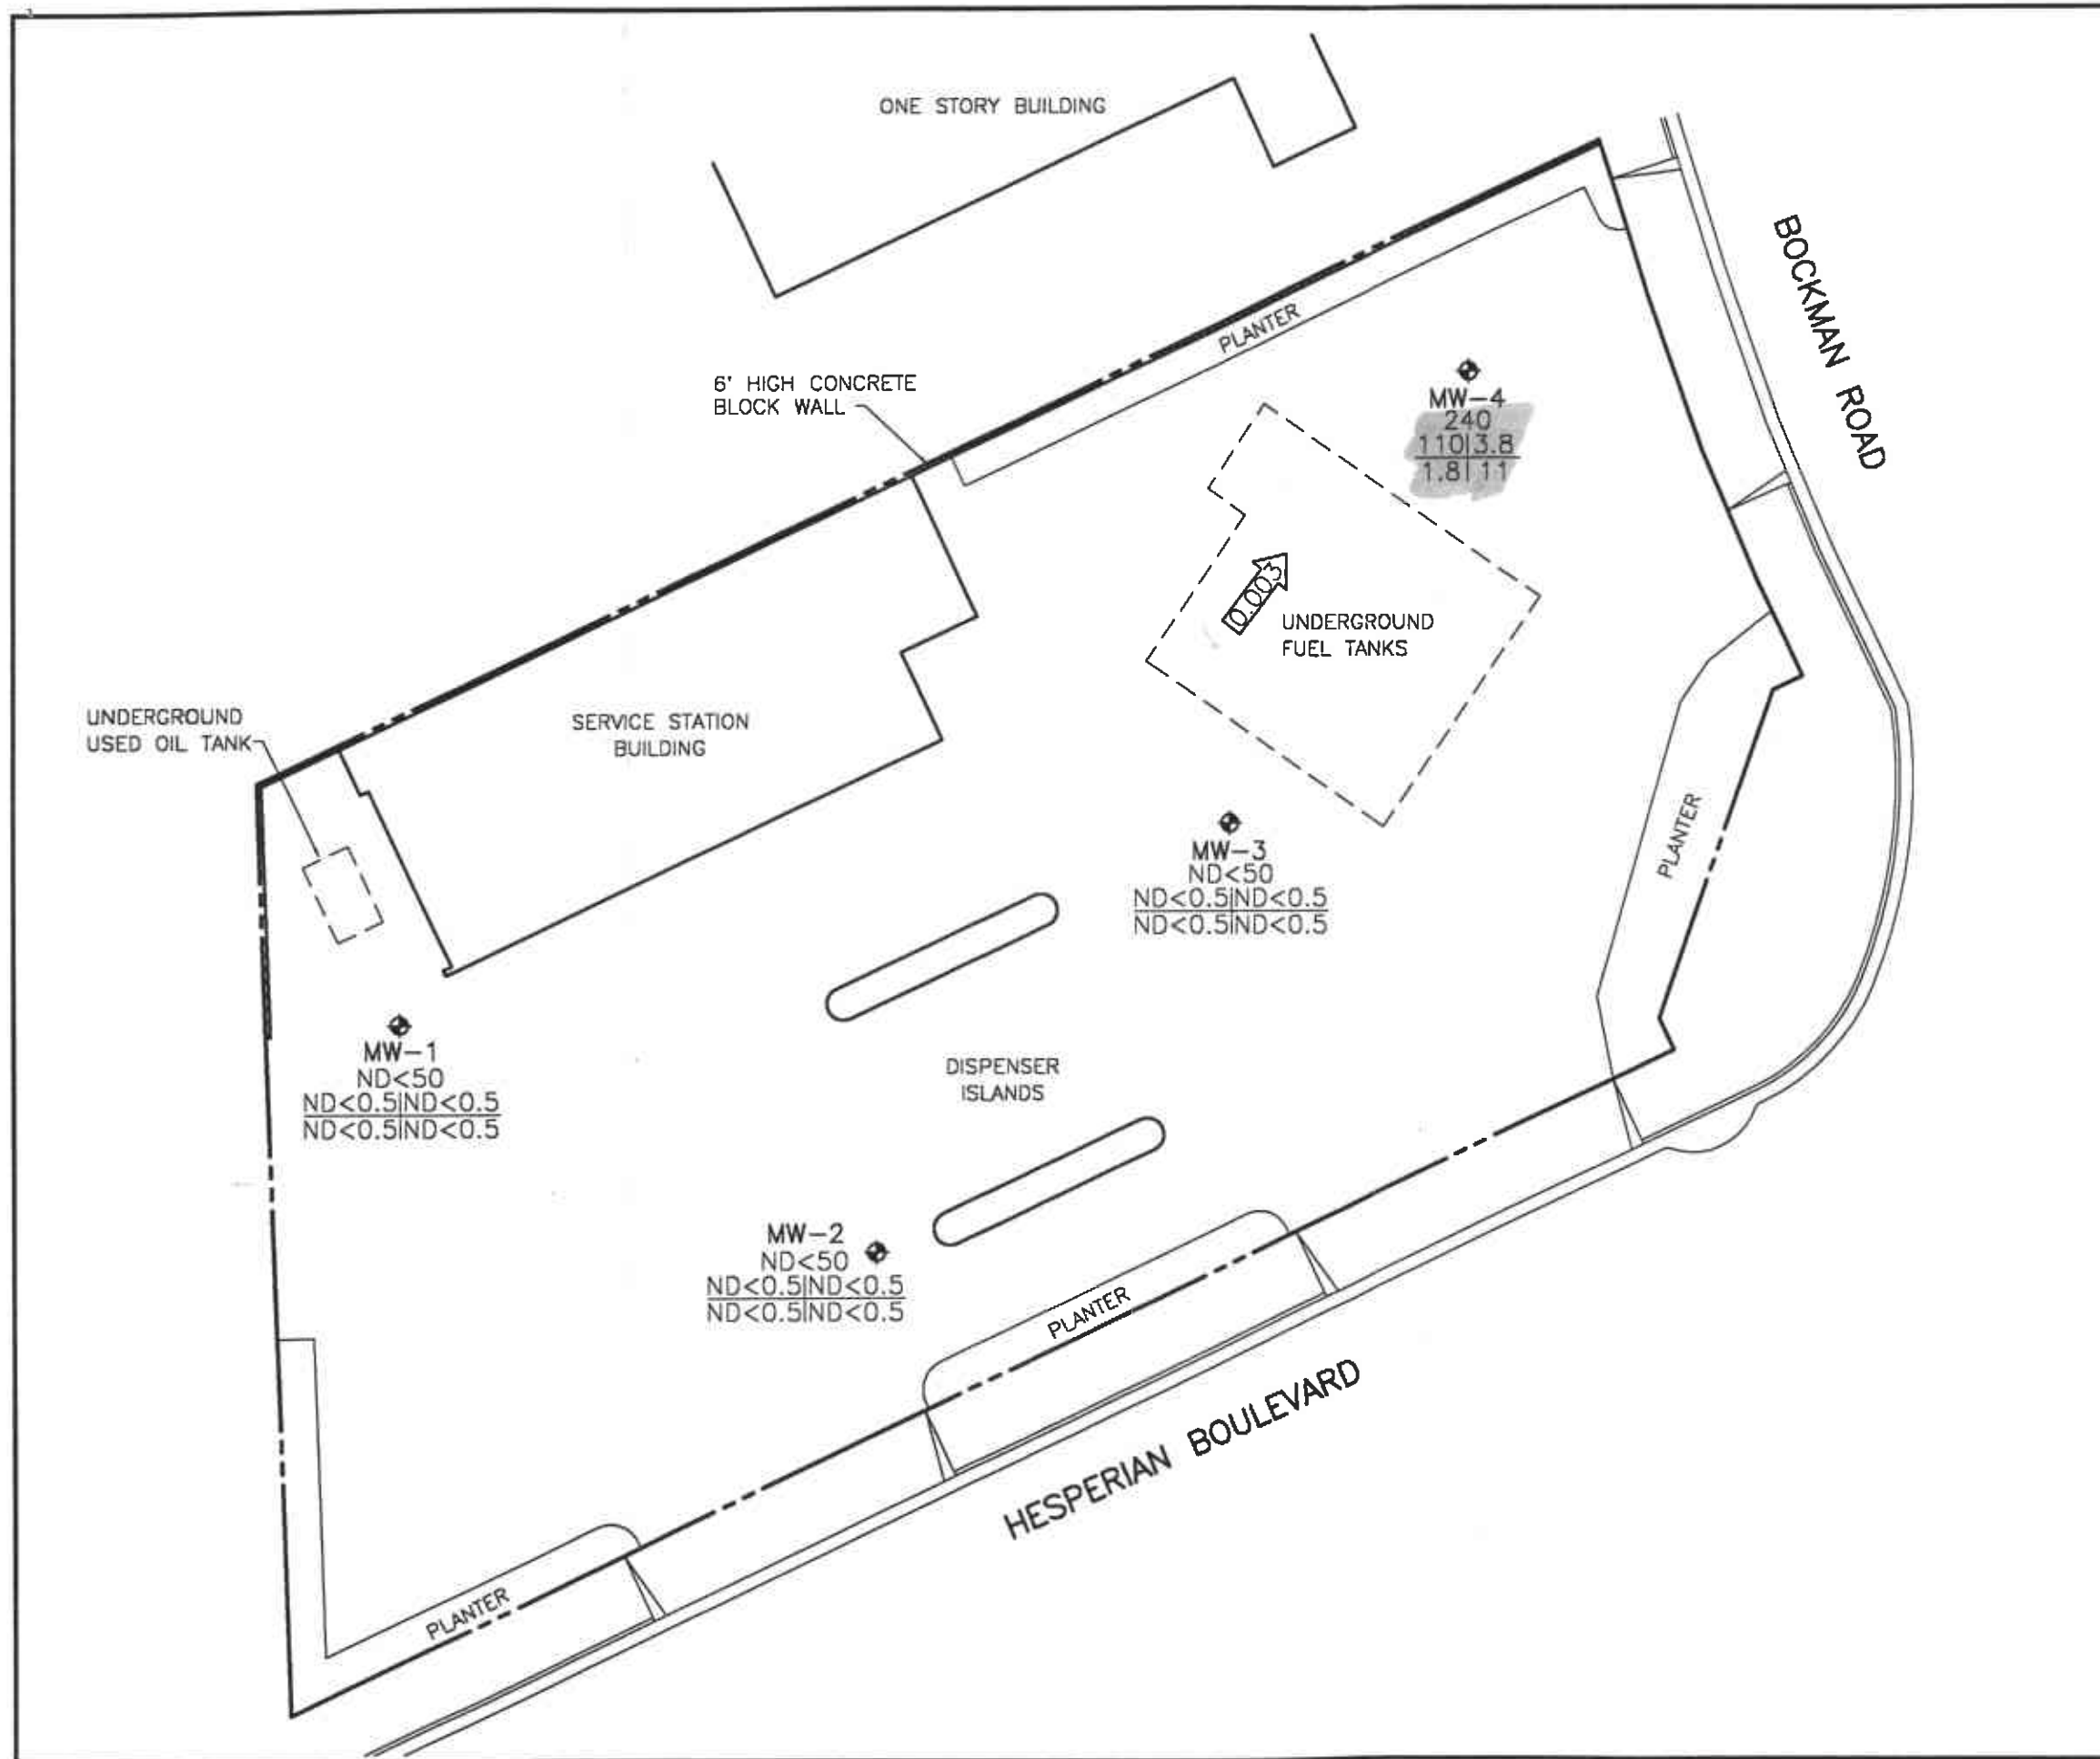 ONE STORY BUILDING
BOCKMAN ROAD
PLANTER
6' HIGH CONCRETE
BLOCK WALL
MW-4
240
110|3.8
1.8|11
0.003
UNDERGROUND
FUEL TANKS
UNDERGROUND
USED OIL TANK
SERVICE STATION
BUILDING
PLANTER
MW-3
ND<50
ND<0.5|ND<0.5
ND<0.5|ND<0.5
MW-1
ND<50
ND<0.5|ND<0.5
ND<0.5|ND<0.5
DISPENSER
ISLANDS
MW-2
ND<50
ND<0.5|ND<0.5
ND<0.5|ND<0.5
PLANTER
HESPERIAN BOULEVARD
PLANTER